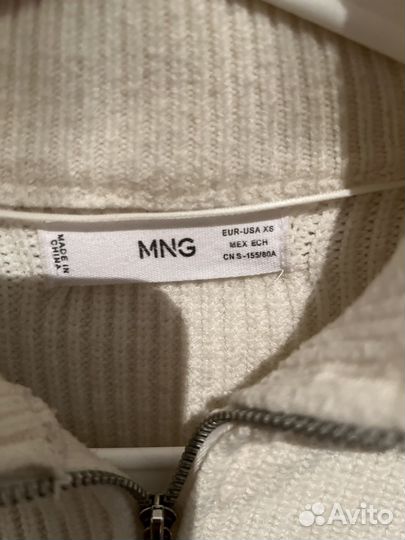 MADE IN
CHINA
MNG
EUR-USA XS
MEX ECH
CN S-155/80A
Avito